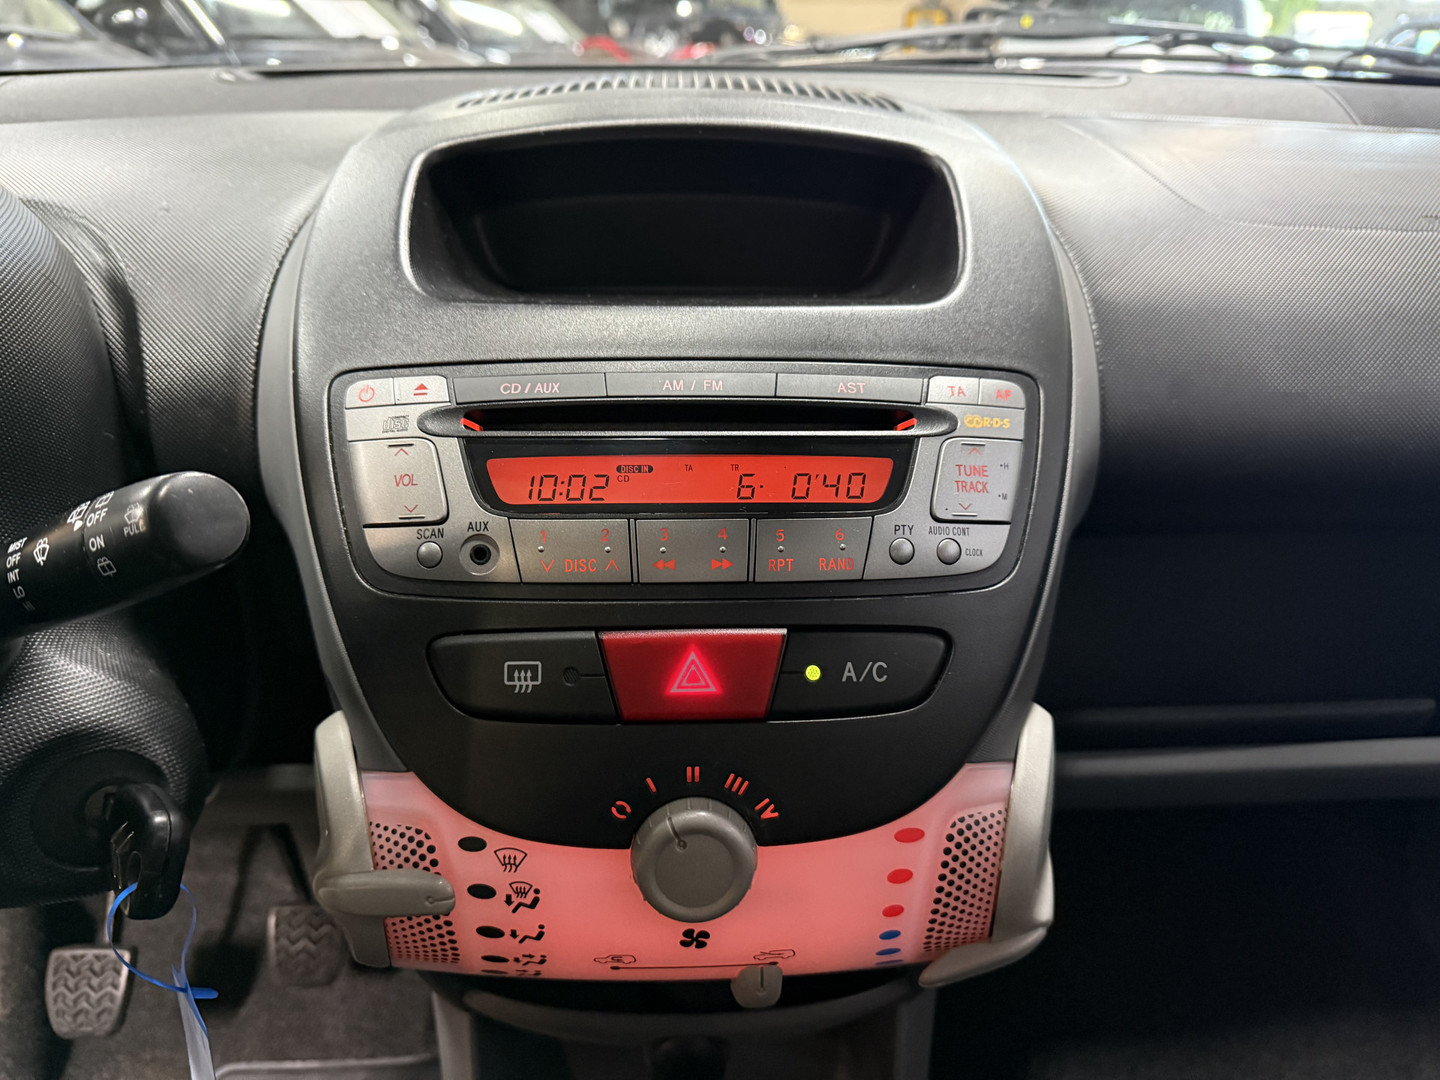 CD / AUX
AM / FM
AST
TA
AF
disc
R·D·S
VOL
10:02
DISC IN
CD
TA
TR
6
0'40
TUNE
TRACK
H
M
SCAN
AUX
1 2 3 4 5 6
DISC
RPT
RAND
PTY
AUDIO CONT
CLOCK
OFF
PULL
ON
MIST
OFF
INT
LO
A/C
0 I II III IV